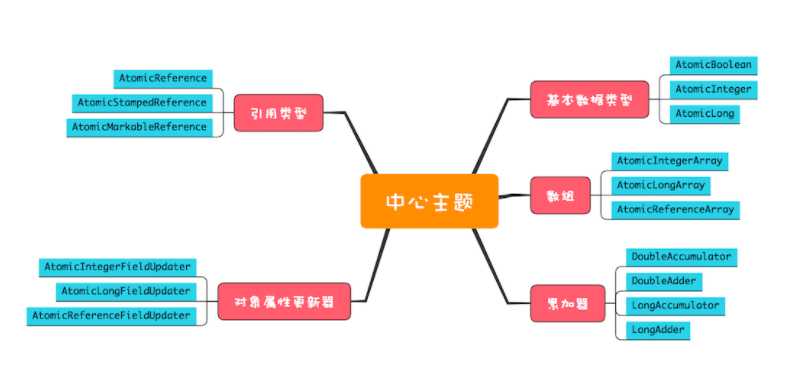 中心主题
引用类型
AtomicReference
AtomicStampedReference
AtomicMarkableReference
对象属性更新器
AtomicIntegerFieldUpdater
AtomicLongFieldUpdater
AtomicReferenceFieldUpdater
基本数据类型
AtomicBoolean
AtomicInteger
AtomicLong
数组
AtomicIntegerArray
AtomicLongArray
AtomicReferenceArray
累加器
DoubleAccumulator
DoubleAdder
LongAccumulator
LongAdder